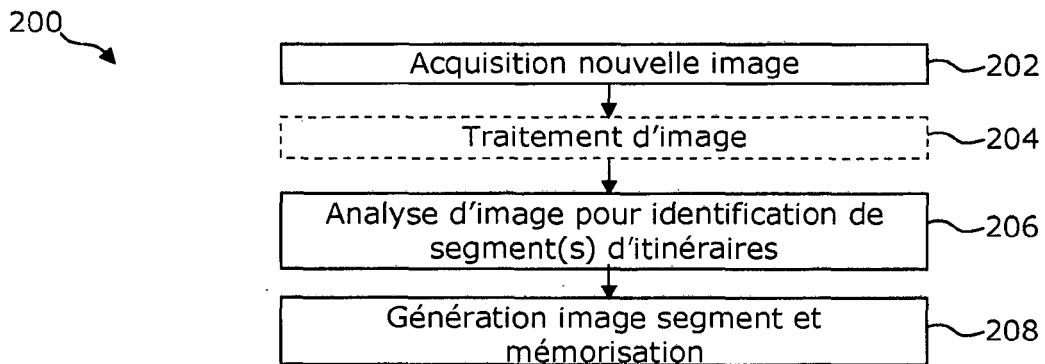 200
Acquisition nouvelle image
202
Traitement d'image
204
Analyse d'image pour identification de
segment(s) d'itinéraires
206
Génération image segment et
mémorisation
208